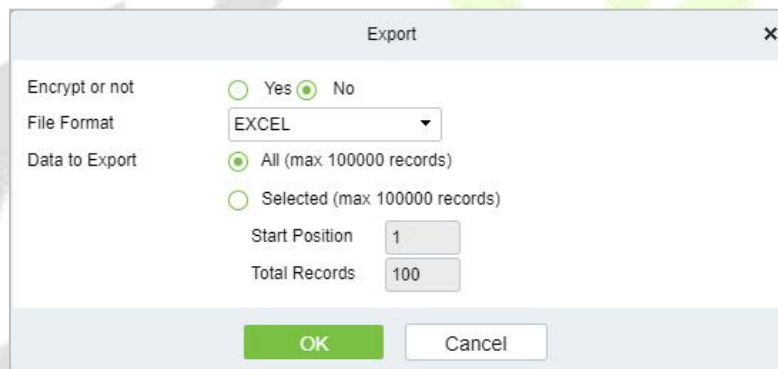 Export
Encrypt or not Yes No
File Format EXCEL
Data to Export All (max 100000 records)
Selected (max 100000 records)
Start Position 1
Total Records 100
OK Cancel